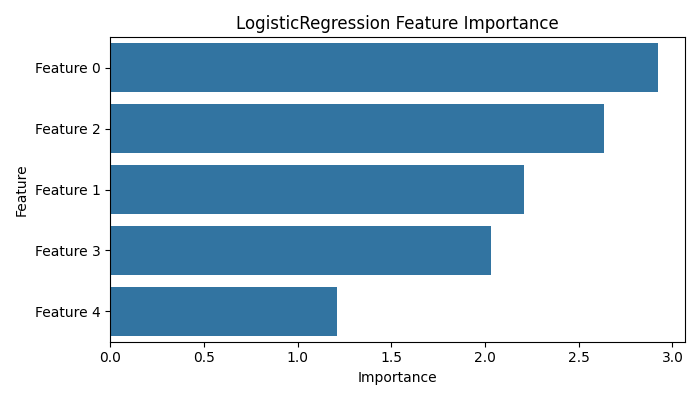 LogisticRegression Feature Importance
Feature 0
Feature 2
Feature 1
Feature 3
Feature 4
Feature
0.0 0.5 1.0 1.5 2.0 2.5 3.0
Importance